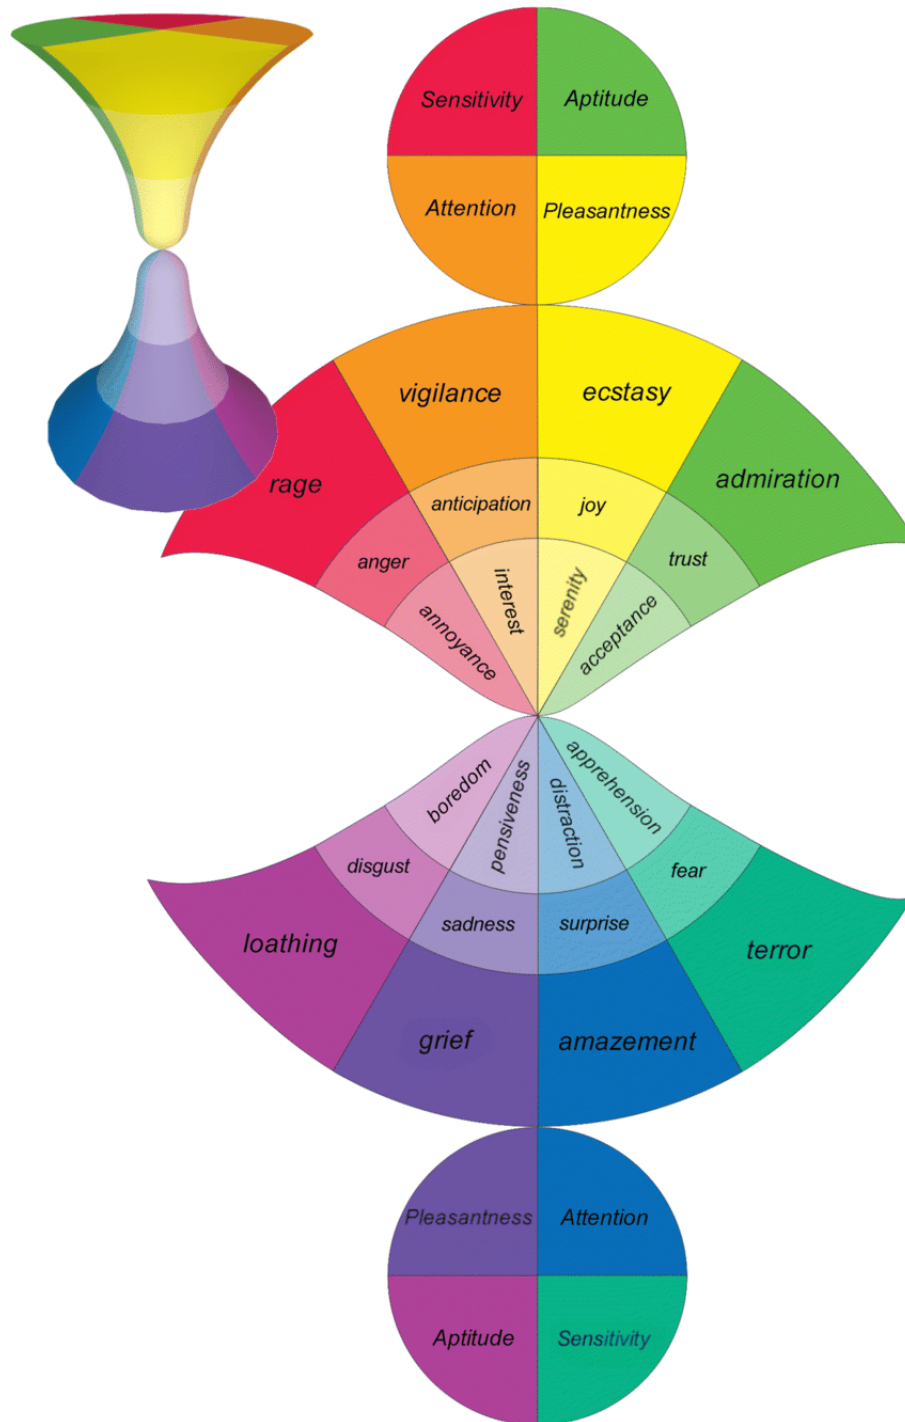 Sensitivity
Aptitude
Attention
Pleasantness
vigilance
ecstasy
rage
admiration
anticipation
joy
anger
trust
annoyance
interest
serenity
acceptance
boredom
pensiveness
distraction
apprehension
disgust
fear
sadness
surprise
loathing
terror
grief
amazement
Pleasantness
Attention
Aptitude
Sensitivity